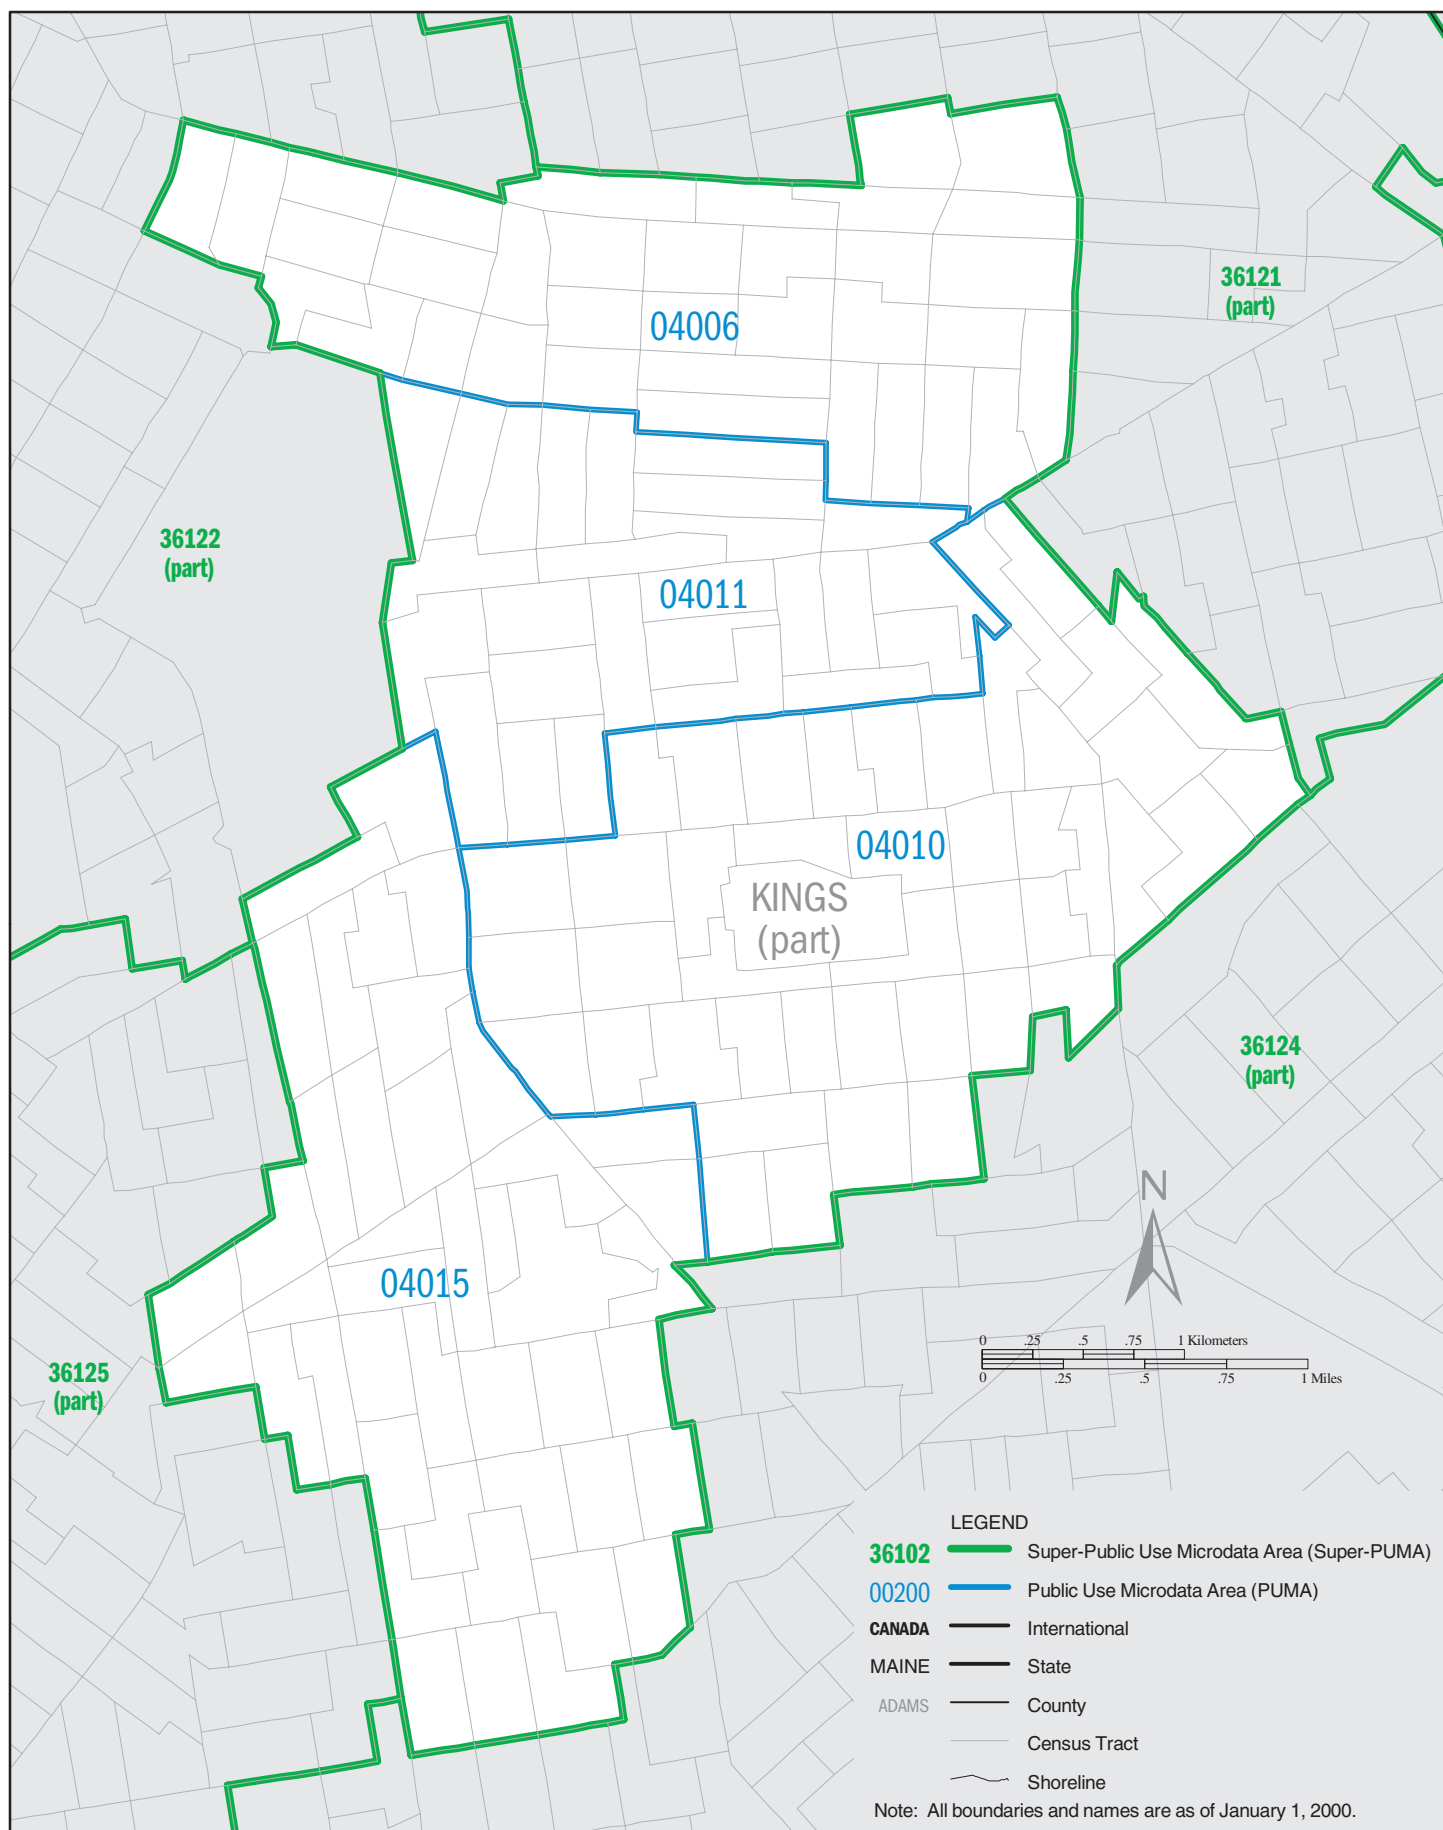 36121
(part)
04006
36122
(part)
04011
04010
KINGS
(part)
36124
(part)
N
04015
0 .25 .5 .75 1 Kilometers
0 .25 .5 .75 1 Miles
36125
(part)
LEGEND
36102 Super-Public Use Microdata Area (Super-PUMA)
00200 Public Use Microdata Area (PUMA)
CANADA International
MAINE State
ADAMS County
Census Tract
Shoreline
Note: All boundaries and names are as of January 1, 2000.